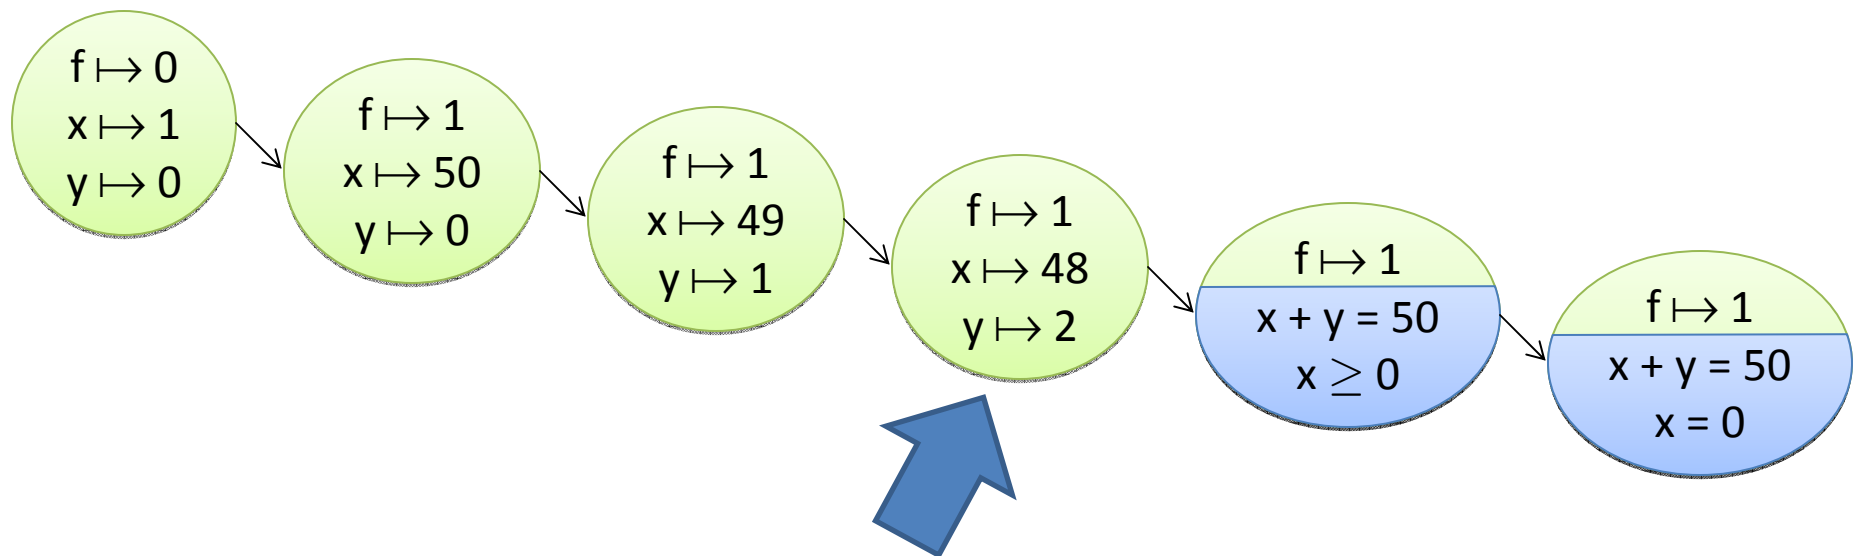 f ↦ 0
x ↦ 1
y ↦ 0
f ↦ 1
x ↦ 50
y ↦ 0
f ↦ 1
x ↦ 49
y ↦ 1
f ↦ 1
x ↦ 48
y ↦ 2
f ↦ 1
x + y = 50
x ≥ 0
f ↦ 1
x + y = 50
x = 0